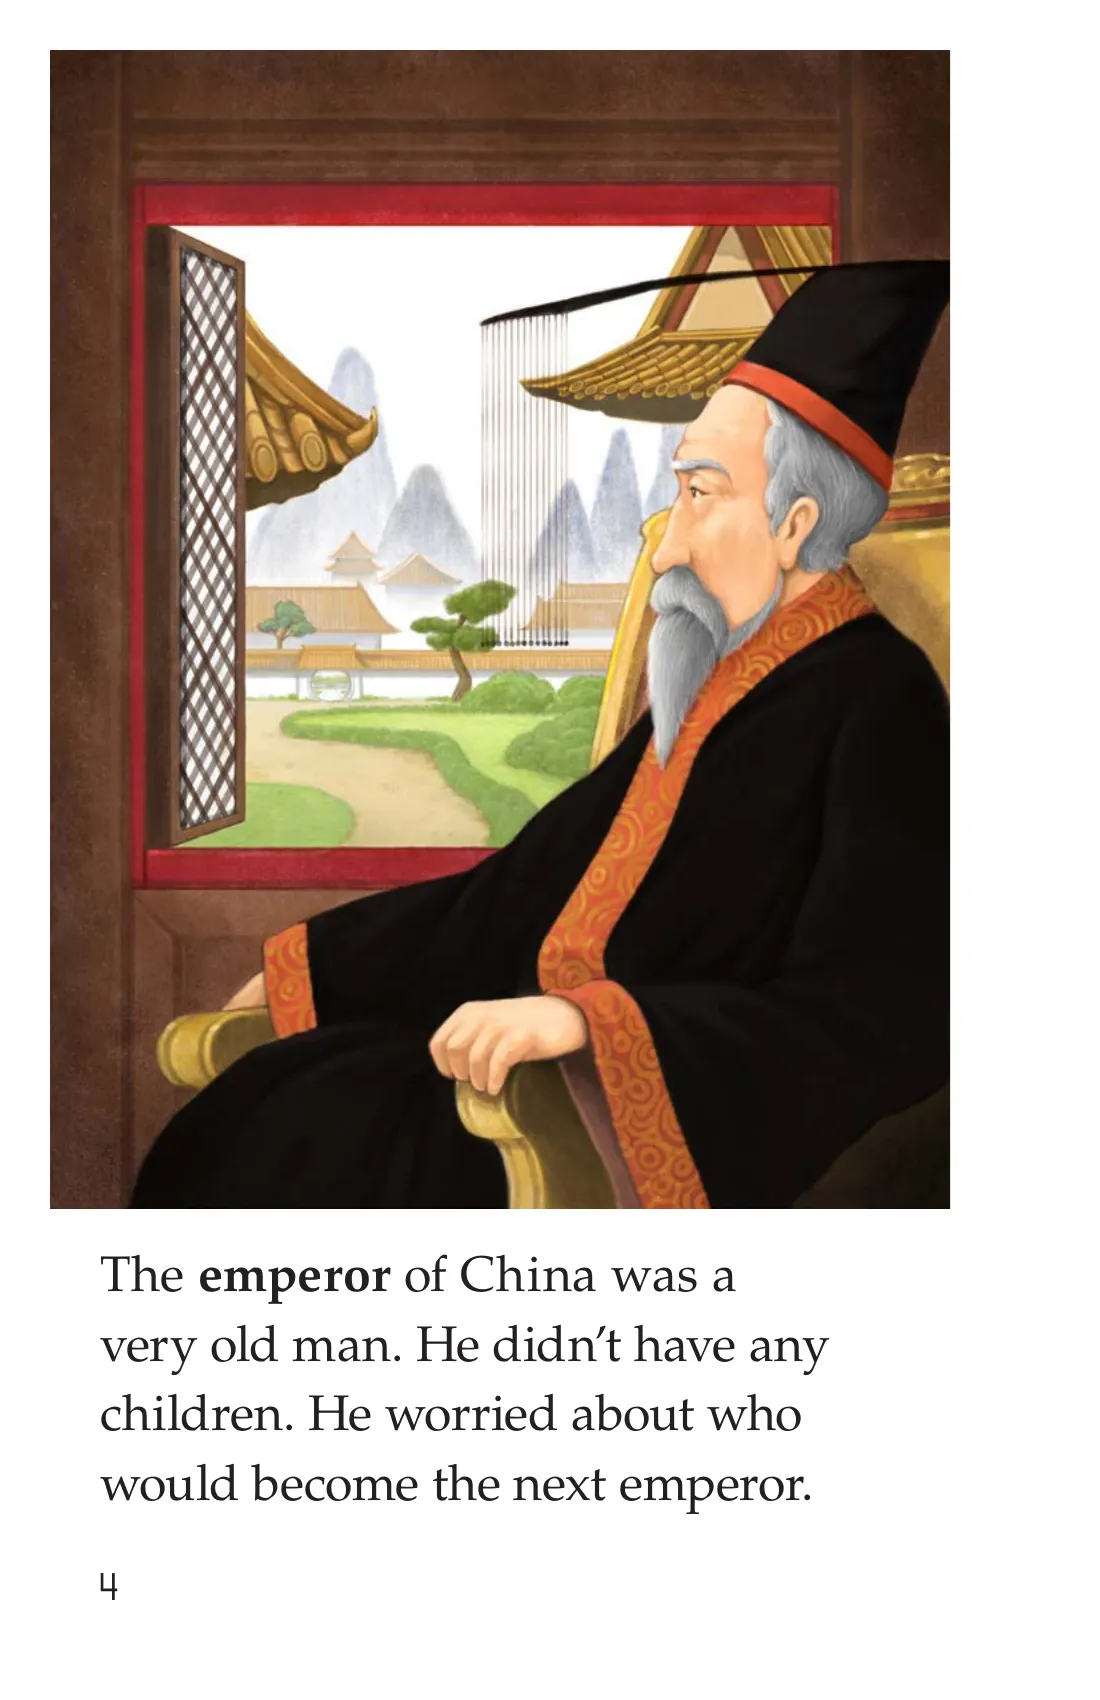 The emperor of China was a
very old man. He didn’t have any
children. He worried about who
would become the next emperor.
4